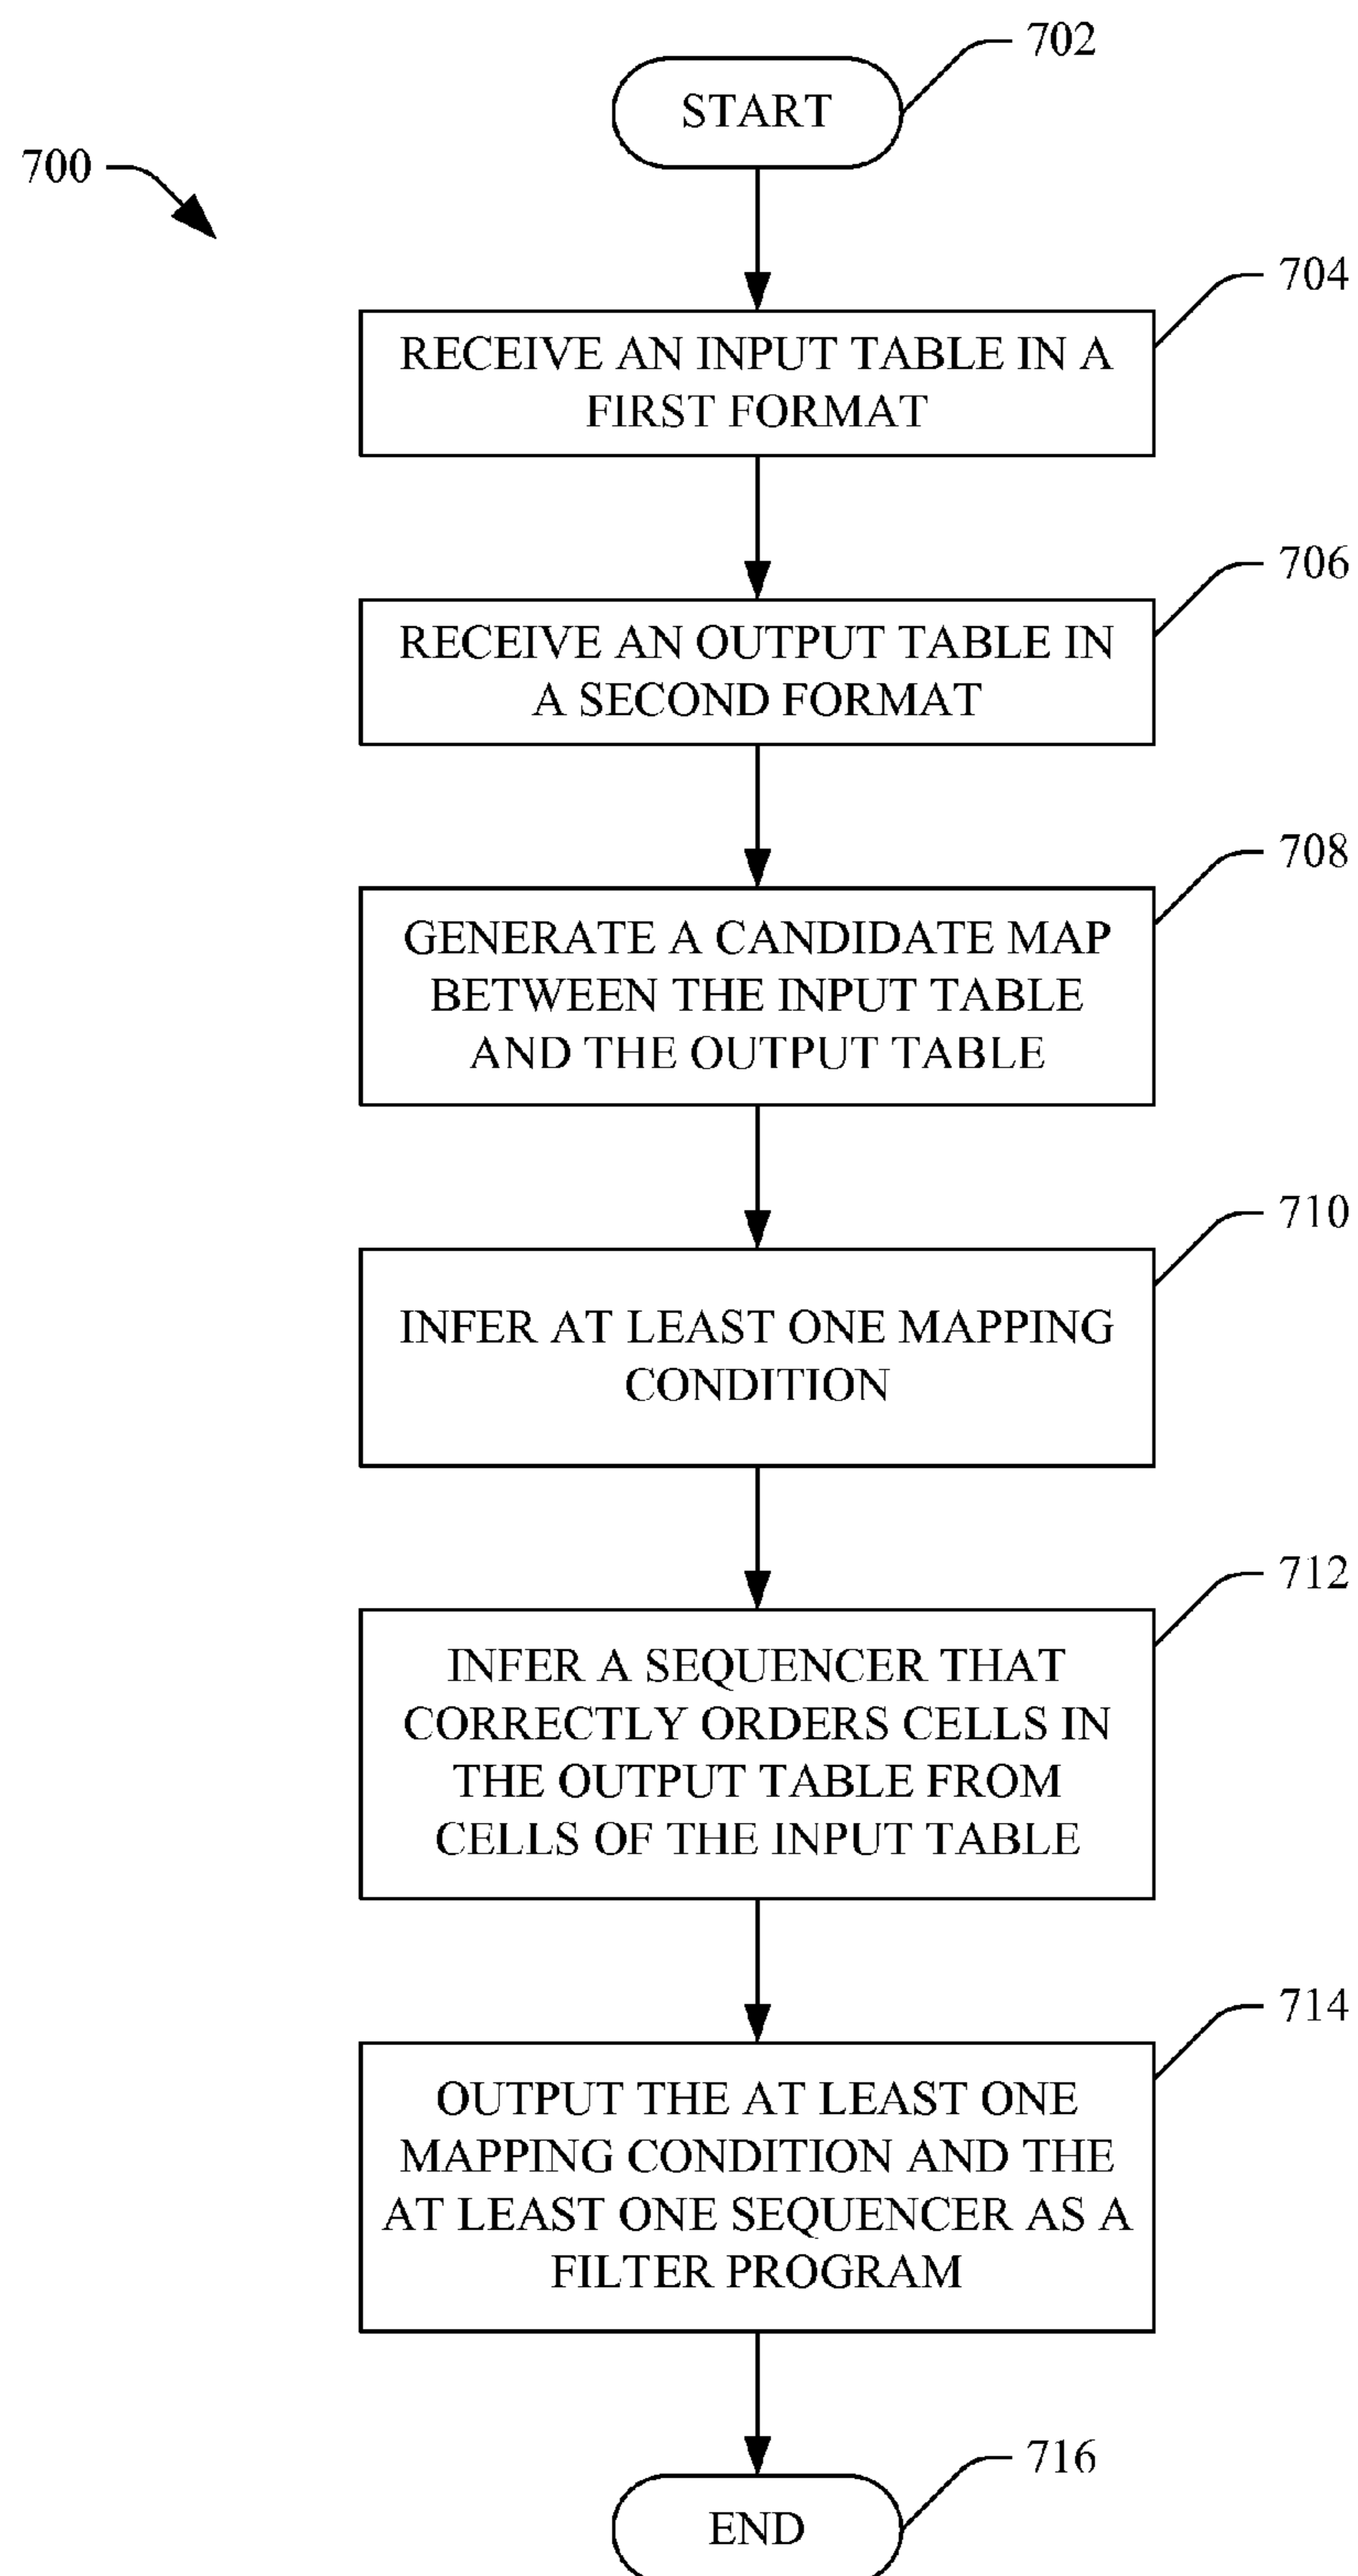 702
START
700
704
RECEIVE AN INPUT TABLE IN A
FIRST FORMAT
706
RECEIVE AN OUTPUT TABLE IN
A SECOND FORMAT
708
GENERATE A CANDIDATE MAP
BETWEEN THE INPUT TABLE
AND THE OUTPUT TABLE
710
INFER AT LEAST ONE MAPPING
CONDITION
712
INFER A SEQUENCER THAT
CORRECTLY ORDERS CELLS IN
THE OUTPUT TABLE FROM
CELLS OF THE INPUT TABLE
714
OUTPUT THE AT LEAST ONE
MAPPING CONDITION AND THE
AT LEAST ONE SEQUENCER AS A
FILTER PROGRAM
716
END